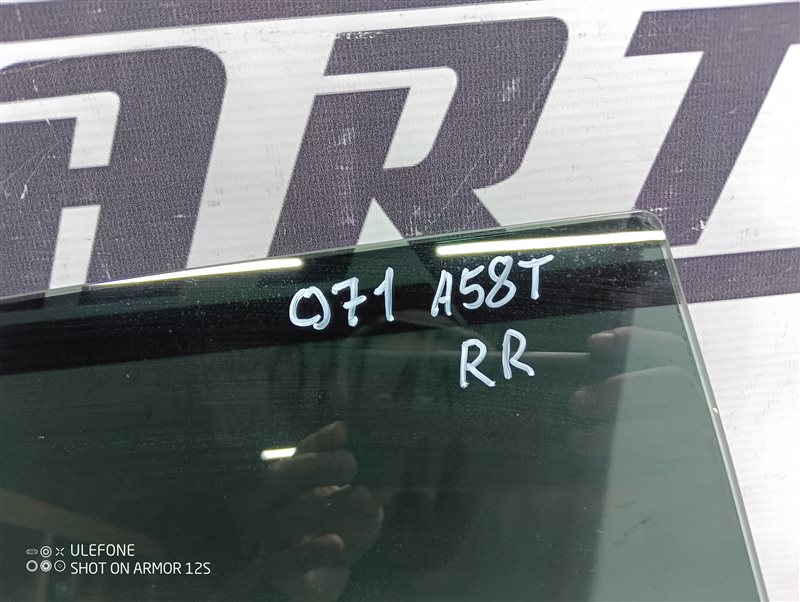 ART
071 A58T
RR
ULEFONE
SHOT ON ARMOR 12S